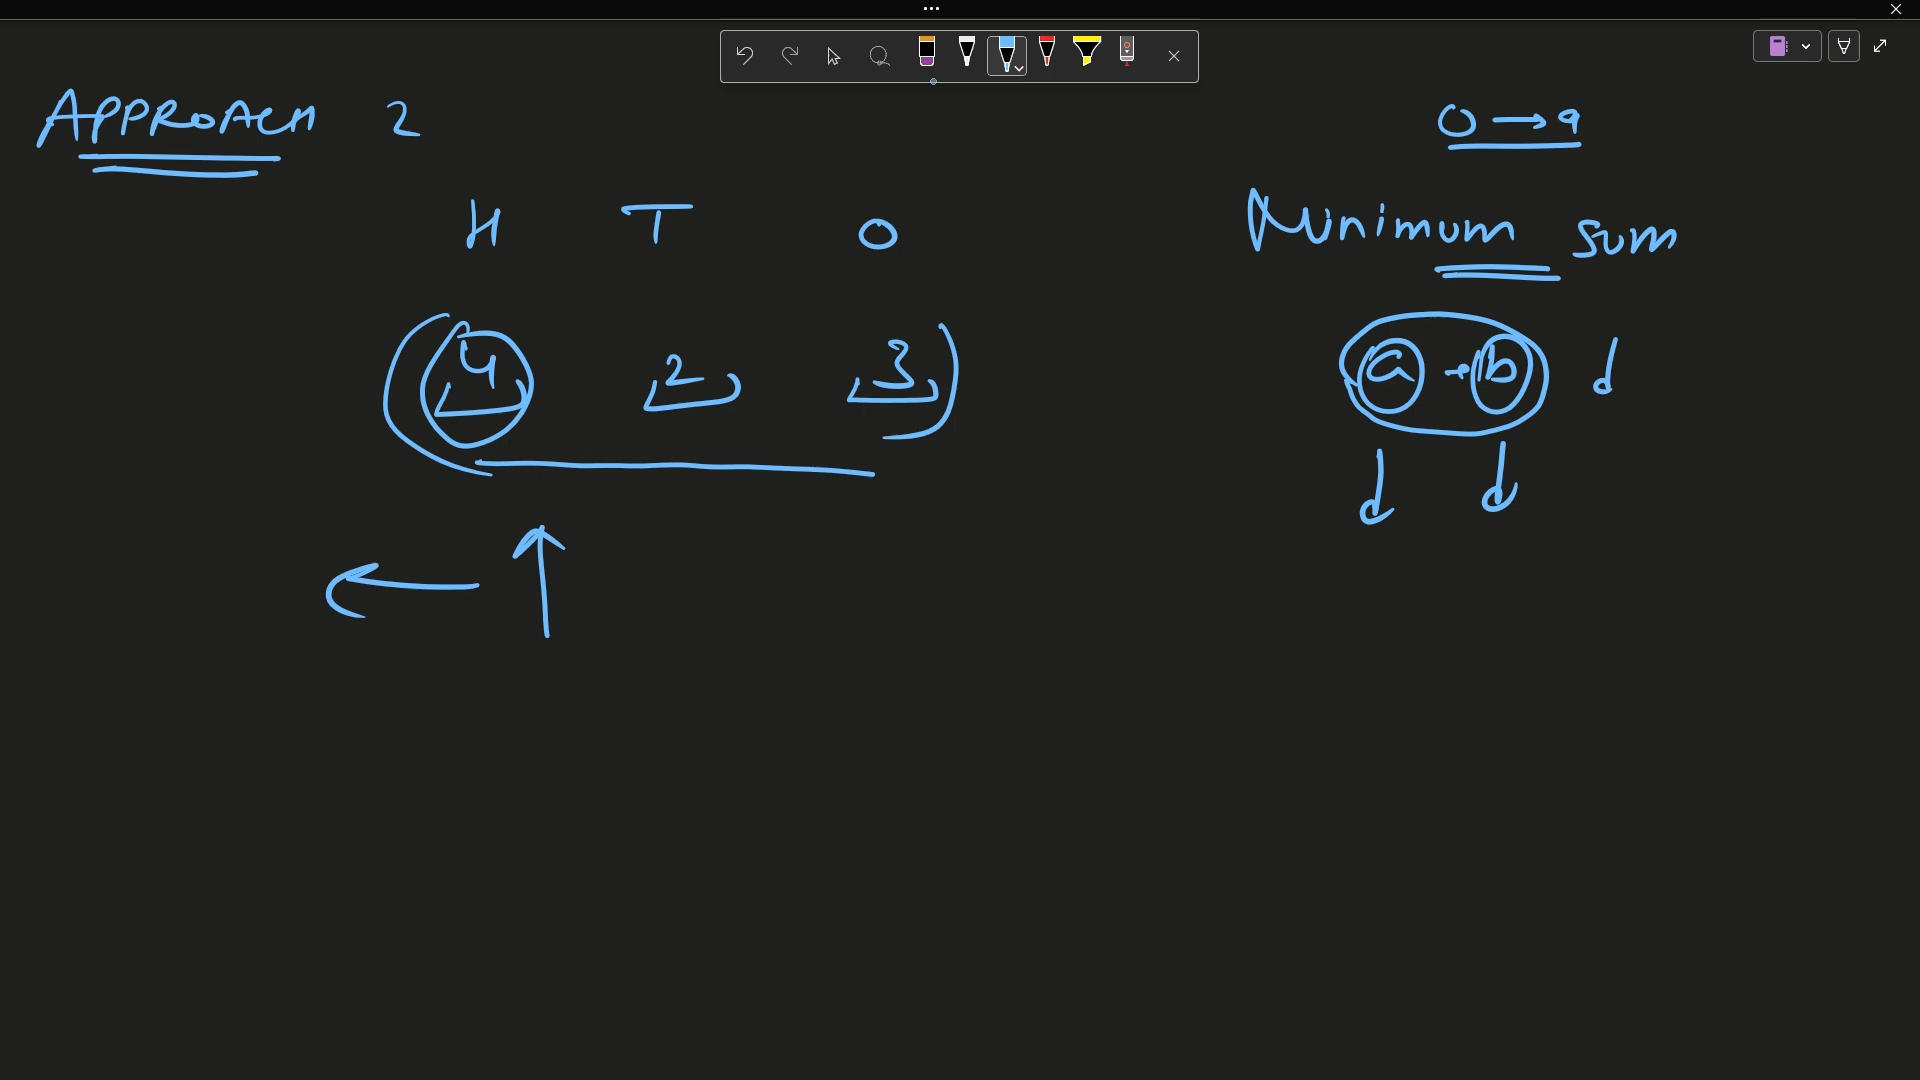 APPROACH 2
0 → 9
H T O
Minimum sum
4 2 3
a + b d
d d